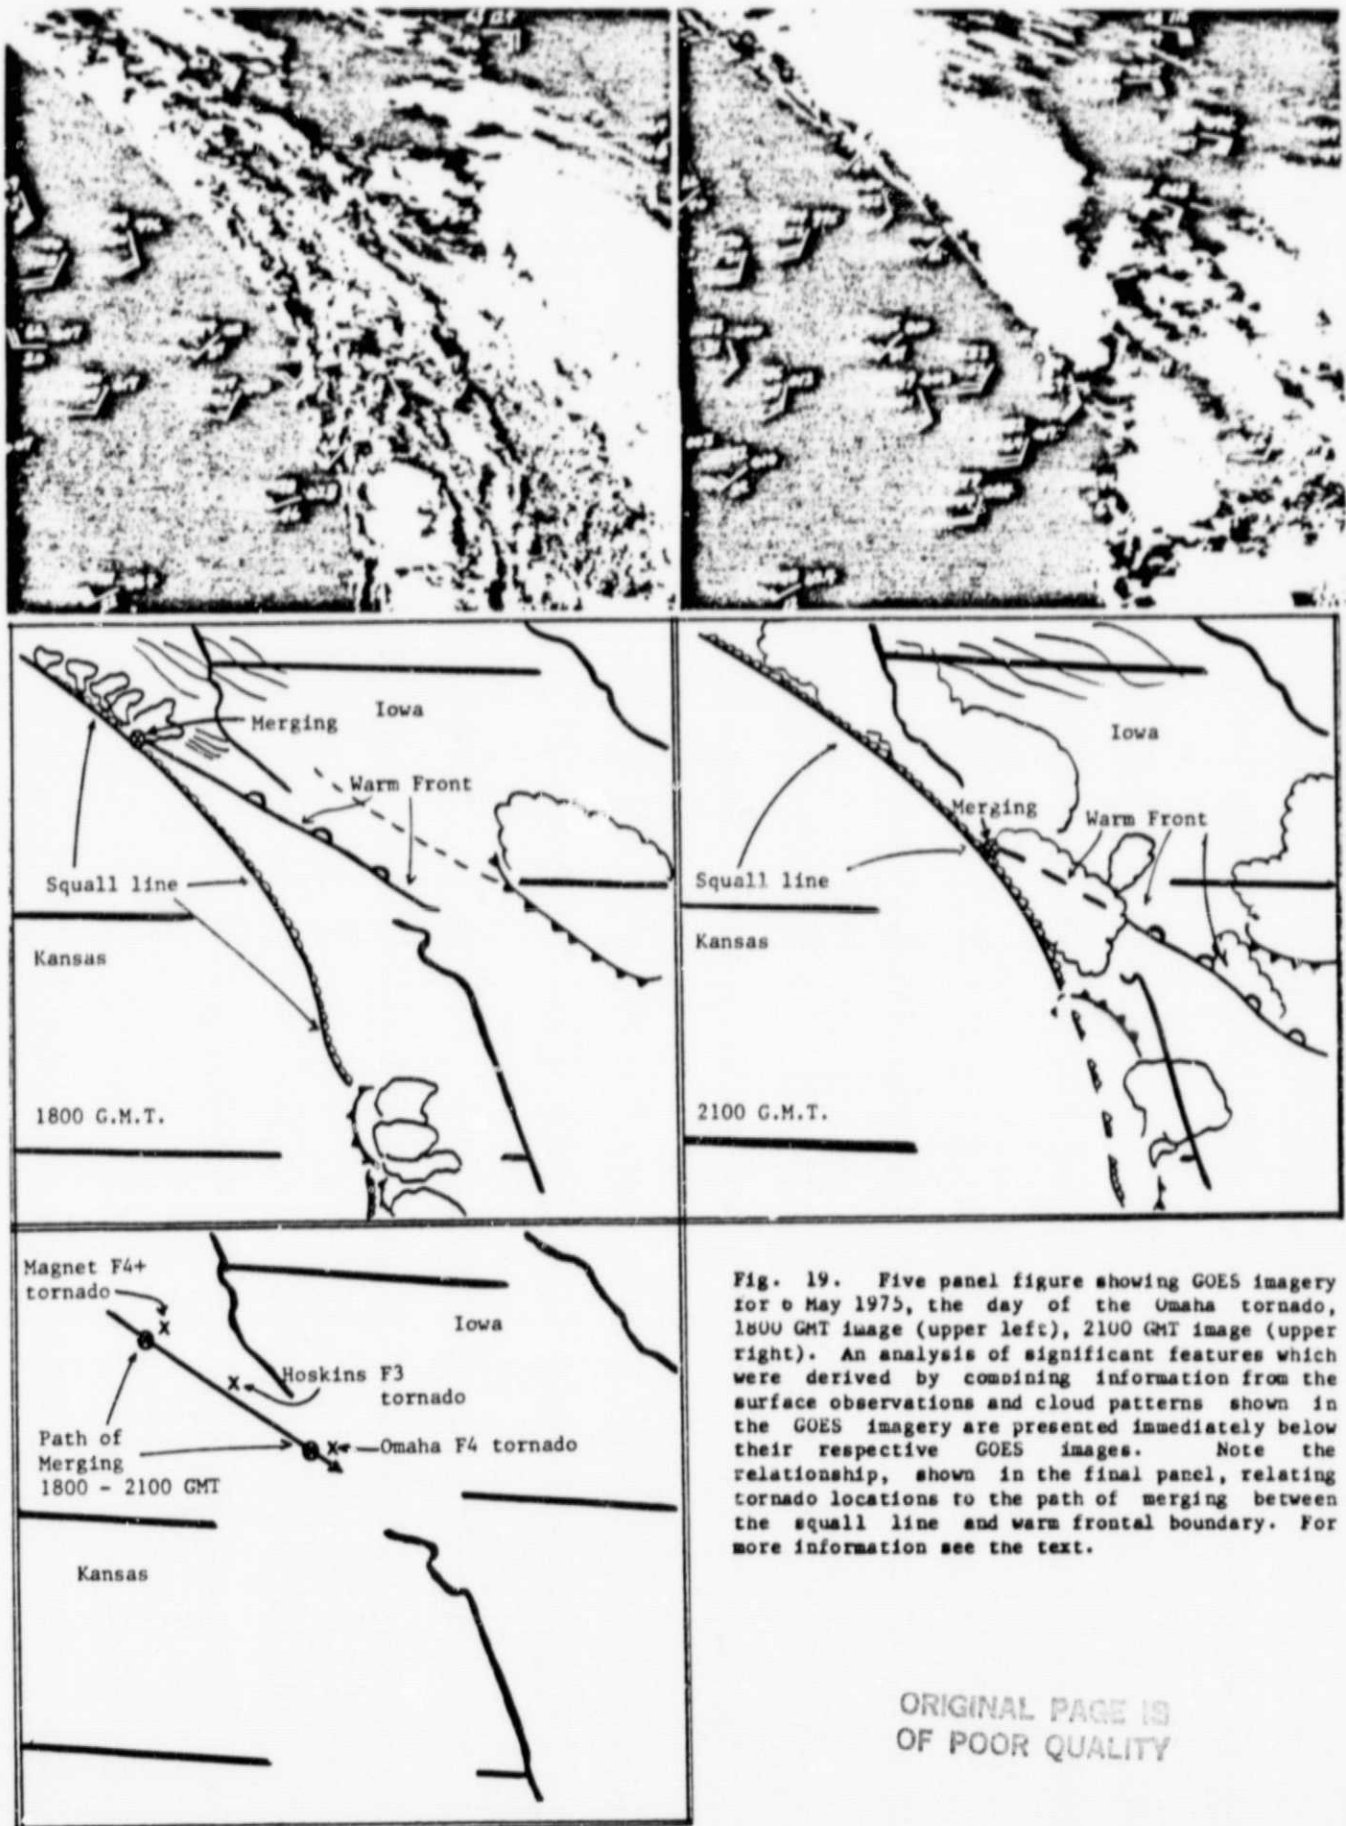 Iowa
Merging
Warm Front
Squall line
Kansas
1800 G.M.T.
Iowa
Merging
Warm Front
Squall line
Kansas
2100 G.M.T.
Magnet F4+
tornado
Iowa
Hoskins F3
tornado
Path of
Merging
1800 - 2100 GMT
Omaha F4 tornado
Kansas
Fig. 19. Five panel figure showing GOES imagery
for 6 May 1975, the day of the Omaha tornado,
1800 GMT image (upper left), 2100 GMT image (upper
right). An analysis of significant features which
were derived by combining information from the
surface observations and cloud patterns shown in
the GOES imagery are presented immediately below
their respective GOES images. Note the
relationship, shown in the final panel, relating
tornado locations to the path of merging between
the squall line and warm frontal boundary. For
more information see the text.
ORIGINAL PAGE IS
OF POOR QUALITY